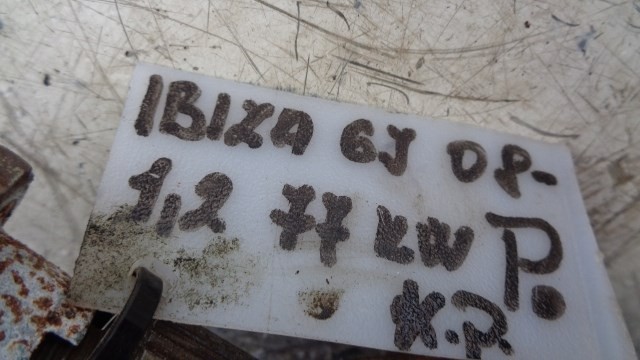 IBIZA 6J 08-
1,2 77 KW P.
K.P.